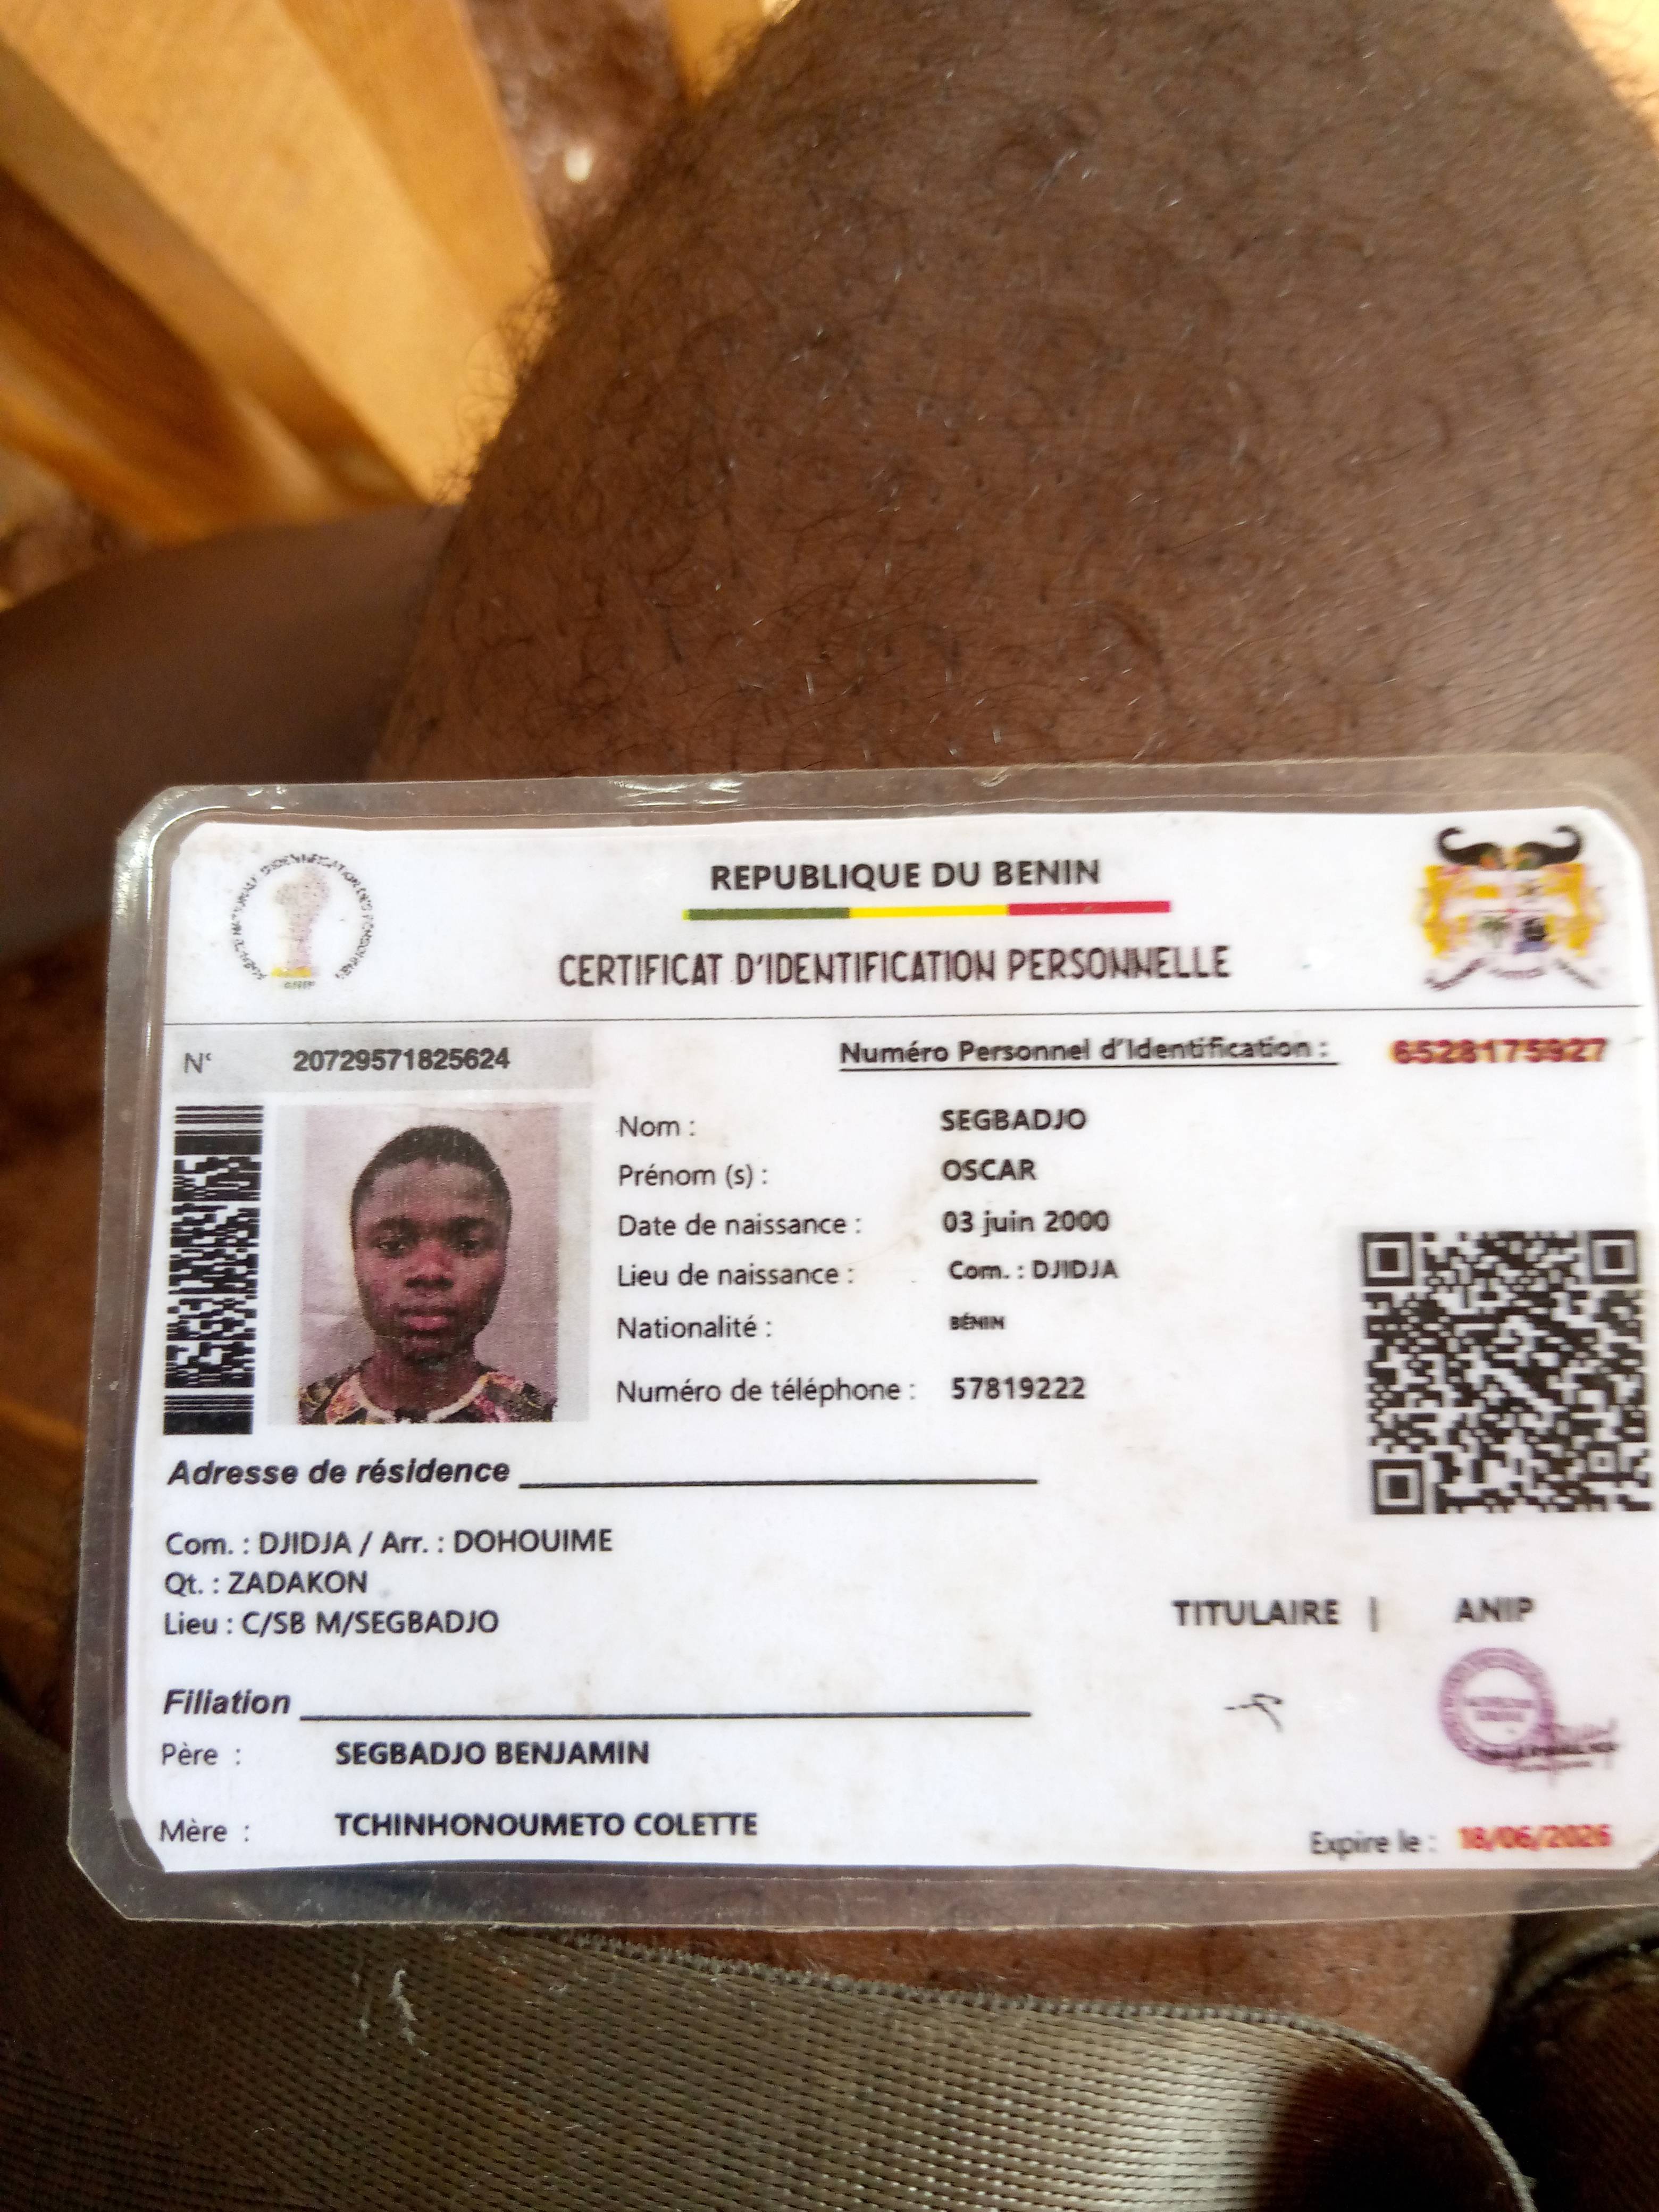 REPUBLIQUE DU BENIN
CERTIFICAT D'IDENTIFICATION PERSONNELLE
N° 20729571825624
Numéro Personnel d'Identification : 6528175927
Nom : SEGBADJO
Prénom (s) : OSCAR
Date de naissance : 03 juin 2000
Lieu de naissance : Com. : DJIDJA
Nationalité : BÉNIN
Numéro de téléphone : 57819222
Adresse de résidence
Com. : DJIDJA / Arr. : DOHOUIME
Qt. : ZADAKON
Lieu : C/SB M/SEGBADJO
TITULAIRE | ANIP
Filiation
Père : SEGBADJO BENJAMIN
Mère : TCHINHONOUMETO COLETTE
Expire le : 18/06/2026